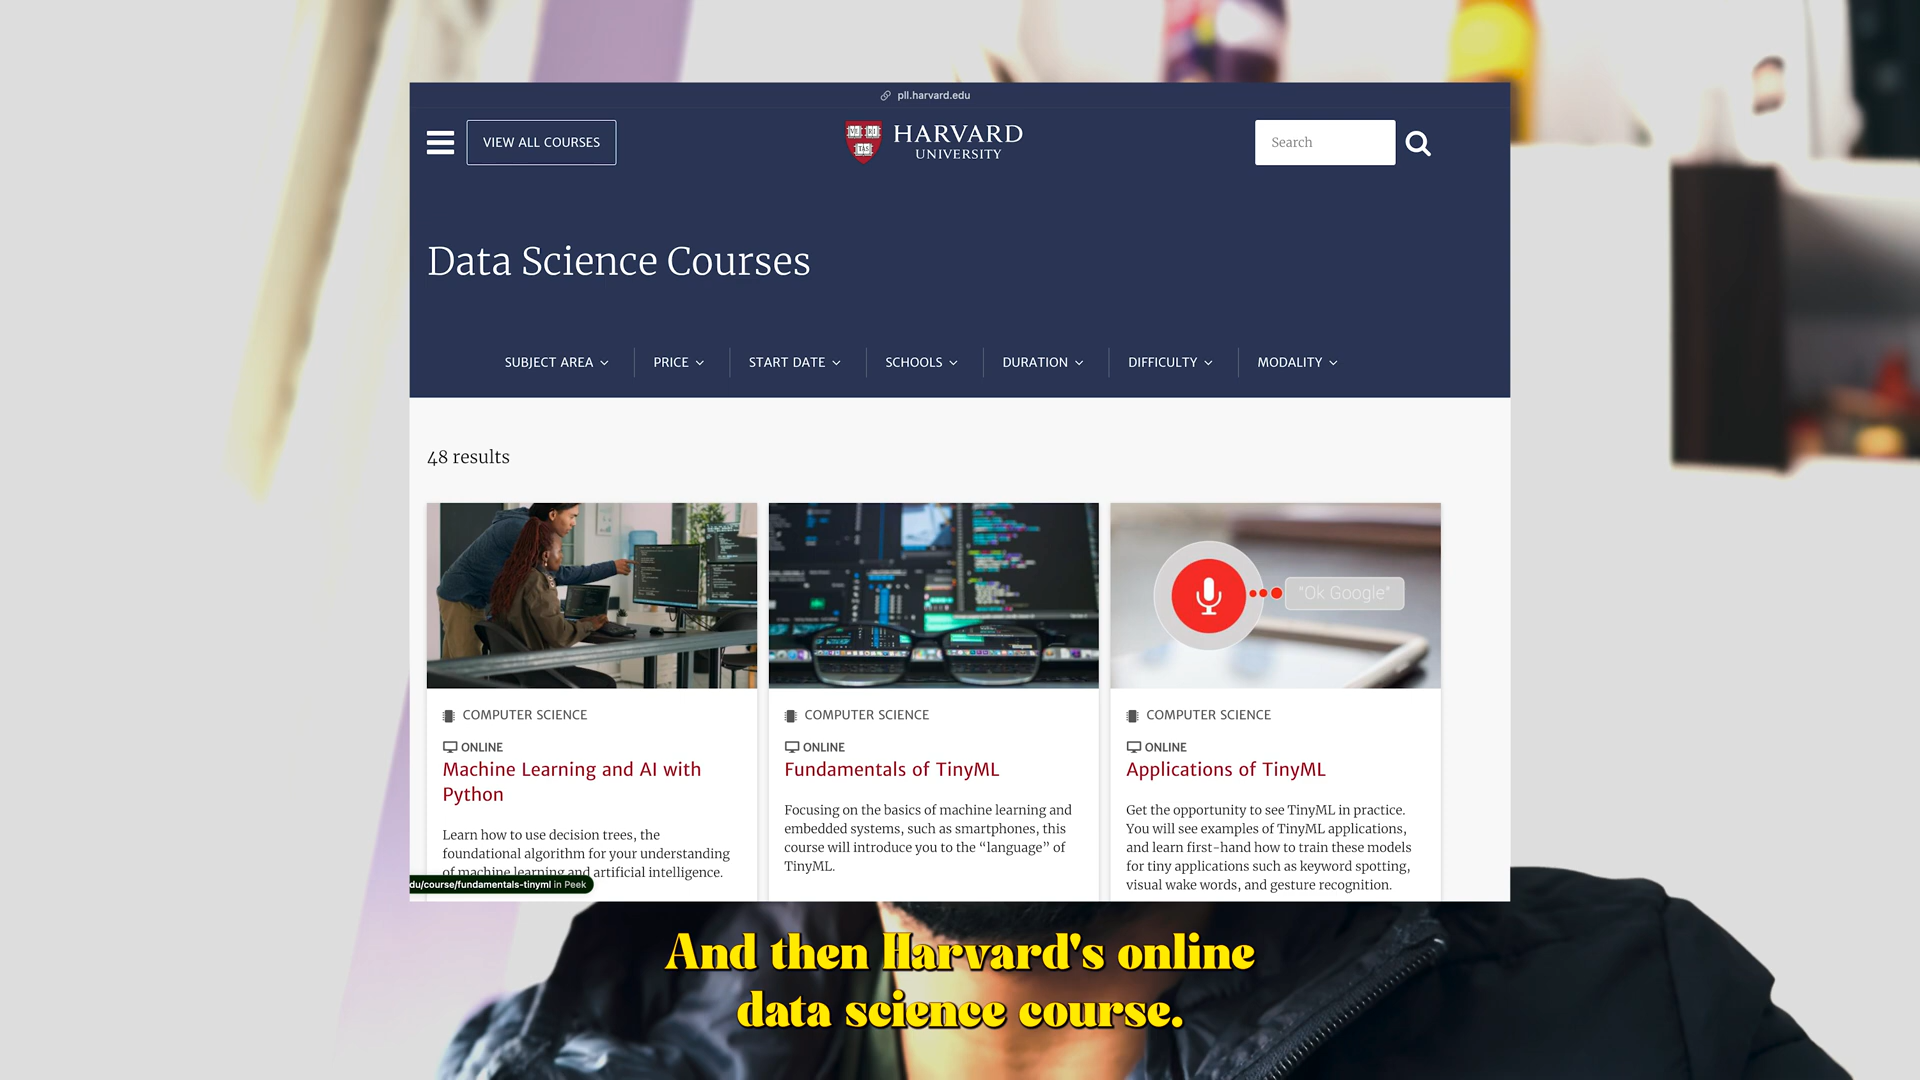 pll.harvard.edu
VIEW ALL COURSES
HARVARD
UNIVERSITY
Search
Data Science Courses
SUBJECT AREA
PRICE
START DATE
SCHOOLS
DURATION
DIFFICULTY
MODALITY
48 results
"Ok Google"
COMPUTER SCIENCE
ONLINE
Machine Learning and AI with
Python
Learn how to use decision trees, the
foundational algorithm for your understanding
of machine learning and artificial intelligence.
COMPUTER SCIENCE
ONLINE
Fundamentals of TinyML
Focusing on the basics of machine learning and
embedded systems, such as smartphones, this
course will introduce you to the “language” of
TinyML.
COMPUTER SCIENCE
ONLINE
Applications of TinyML
Get the opportunity to see TinyML in practice.
You will see examples of TinyML applications,
and learn first-hand how to train these models
for tiny applications such as keyword spotting,
visual wake words, and gesture recognition.
du/course/fundamentals-tinyml in Peek
And then Harvard's online
data science course.